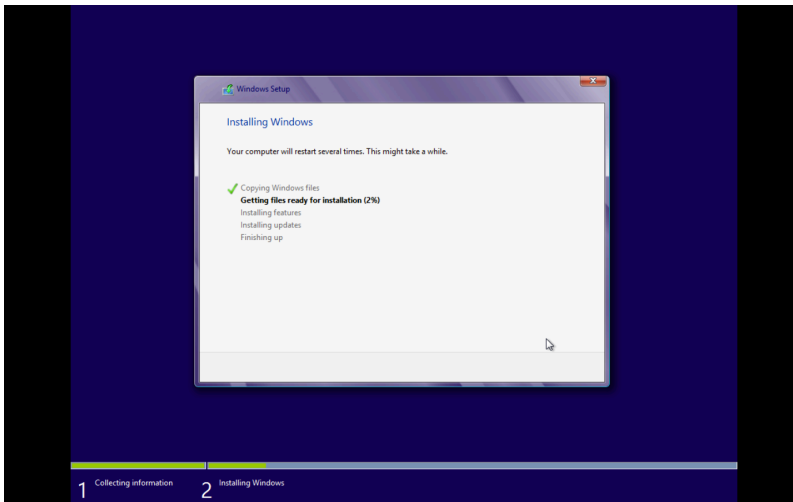 Windows Setup
Installing Windows
Your computer will restart several times. This might take a while.
Copying Windows files
Getting files ready for installation (2%)
Installing features
Installing updates
Finishing up
1 Collecting information
2 Installing Windows